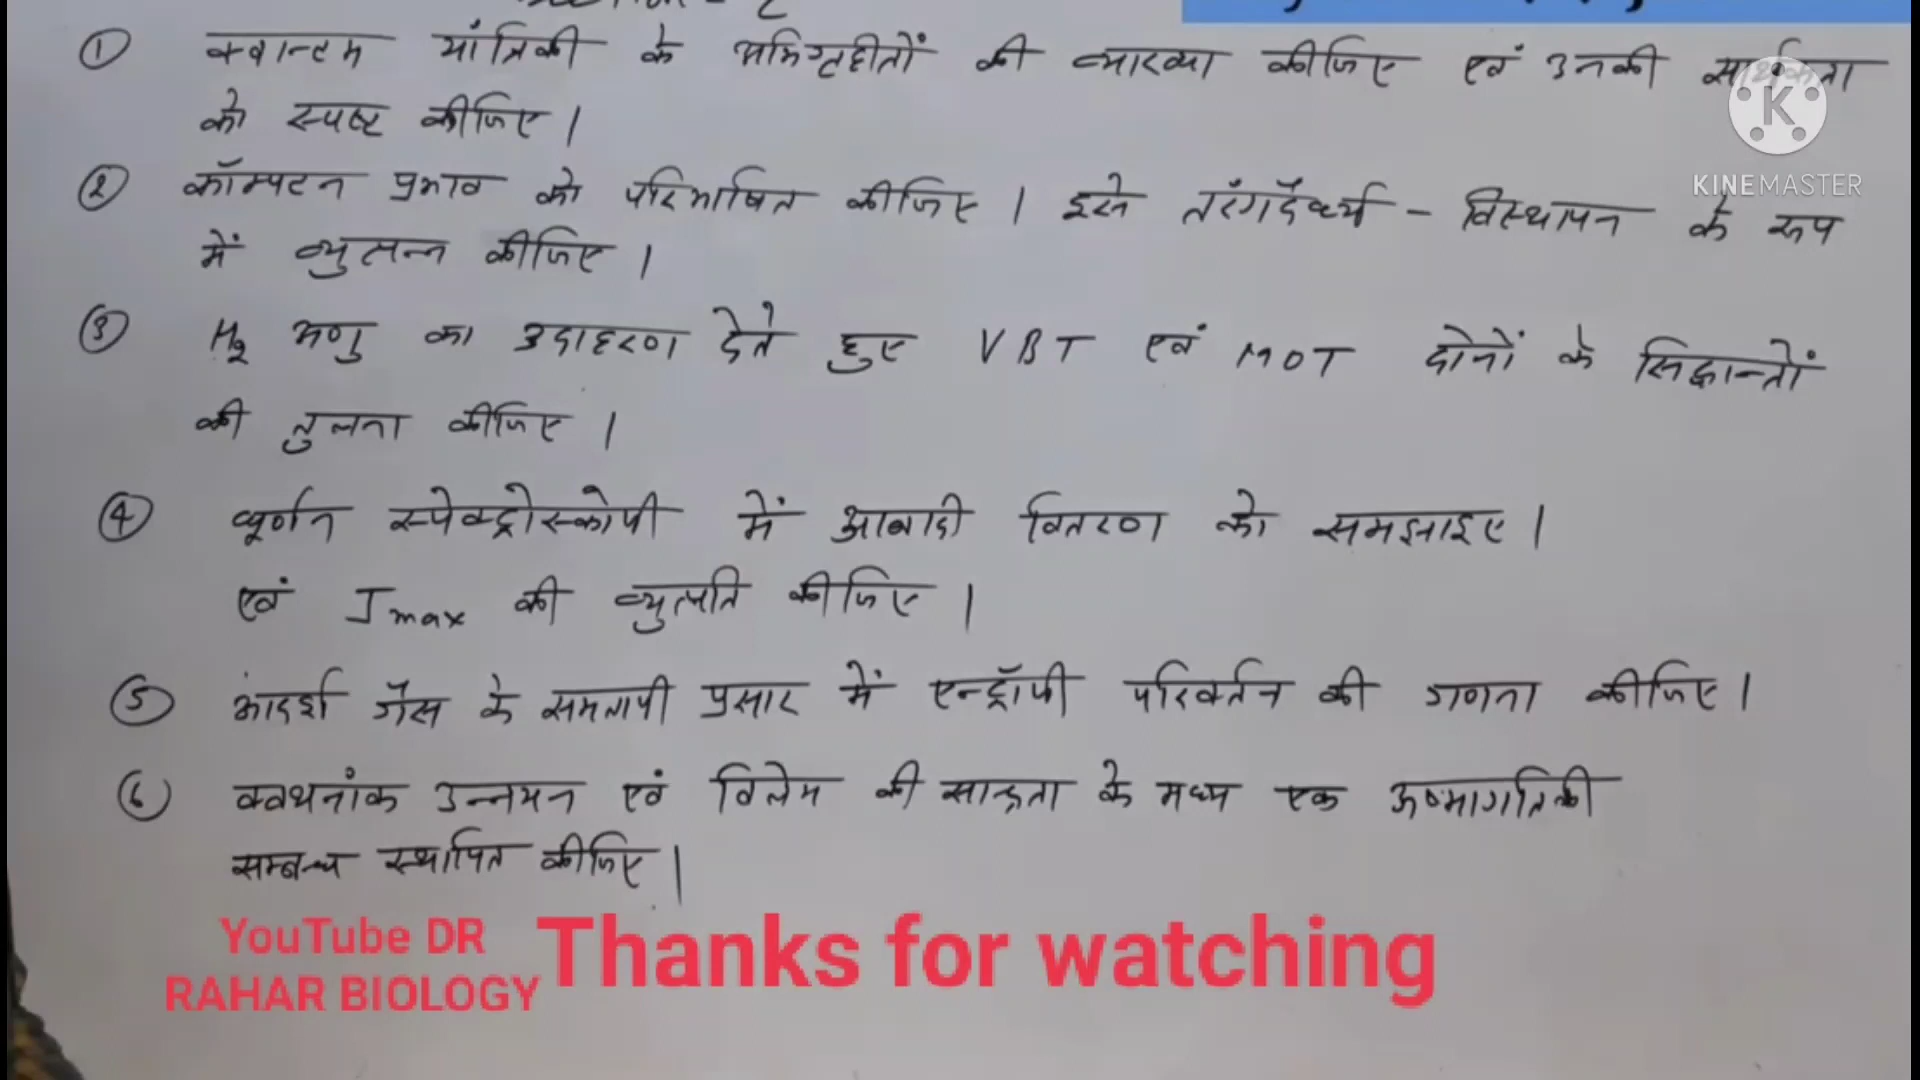 ① क्वान्टम यांत्रिकी के अभिगृहीतों की व्याख्या कीजिए एवं उनकी सार्थकता
KINEMASTER
को स्पष्ट कीजिए।
② कॉम्पटन प्रभाव को परिभाषित कीजिए। इसे तरंगदैर्ध्य - विस्थापन के रूप
में व्युत्पन्न कीजिए।
③ H2 अणु का उदाहरण देते हुए VBT एवं MOT दोनों के सिद्धान्तों
की तुलना कीजिए।
④ घूर्णन स्पेक्ट्रोस्कोपी में आबादी वितरण को समझाइए।
एवं Jmax की व्युत्पत्ति कीजिए।
⑤ आदर्श गैस के समतापी प्रसार में एन्ट्रॉपी परिवर्तन की गणना कीजिए।
⑥ क्वथनांक उन्नयन एवं विलेय की सान्द्रता के मध्य एक ऊष्मागतिकी
सम्बन्ध स्थापित कीजिए।
YouTube DR
RAHAR BIOLOGY
Thanks for watching